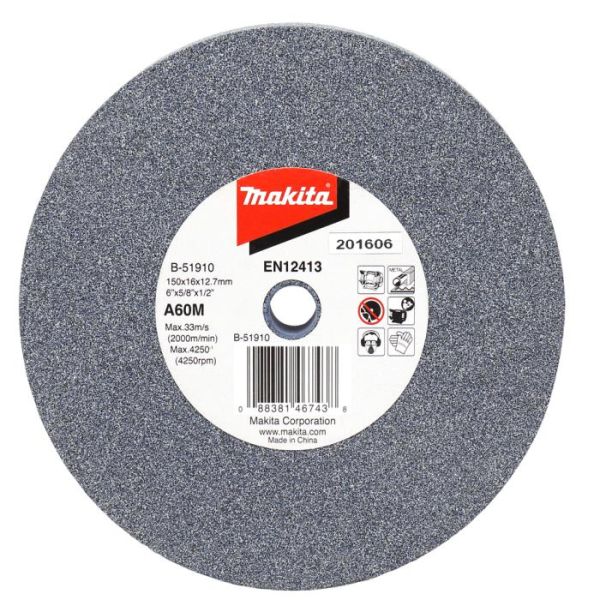 makita
201606
B-51910
EN12413
150x16x12.7mm
6"x5/8"x1/2"
METAL
A60M
Max.33m/s
(2000m/min)
Max.4250
(4250rpm)
B-51910
0 88381 46743 8
Makita Corporation
www.makita.com
Made in China